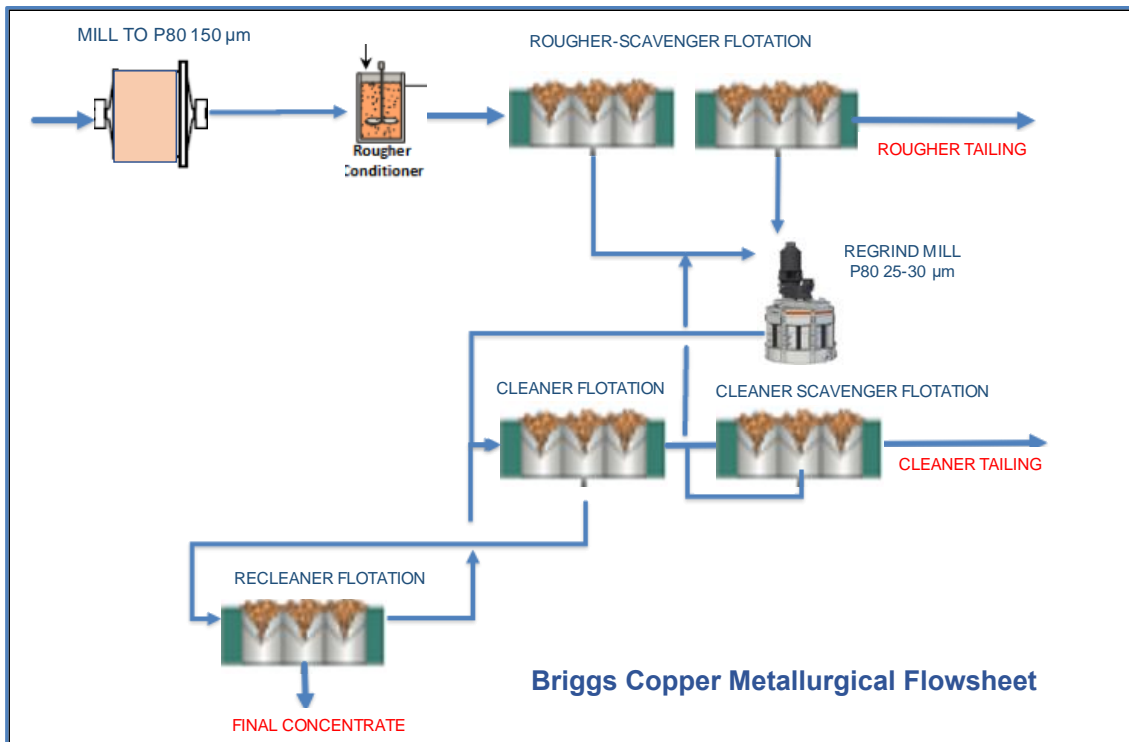 MILL TO P80 150 µm
ROUGHER-SCAVENGER FLOTATION
Rougher
Conditioner
ROUGHER TAILING
REGRIND MILL
P80 25-30 µm
CLEANER FLOTATION
CLEANER SCAVENGER FLOTATION
CLEANER TAILING
RECLEANER FLOTATION
Briggs Copper Metallurgical Flowsheet
FINAL CONCENTRATE